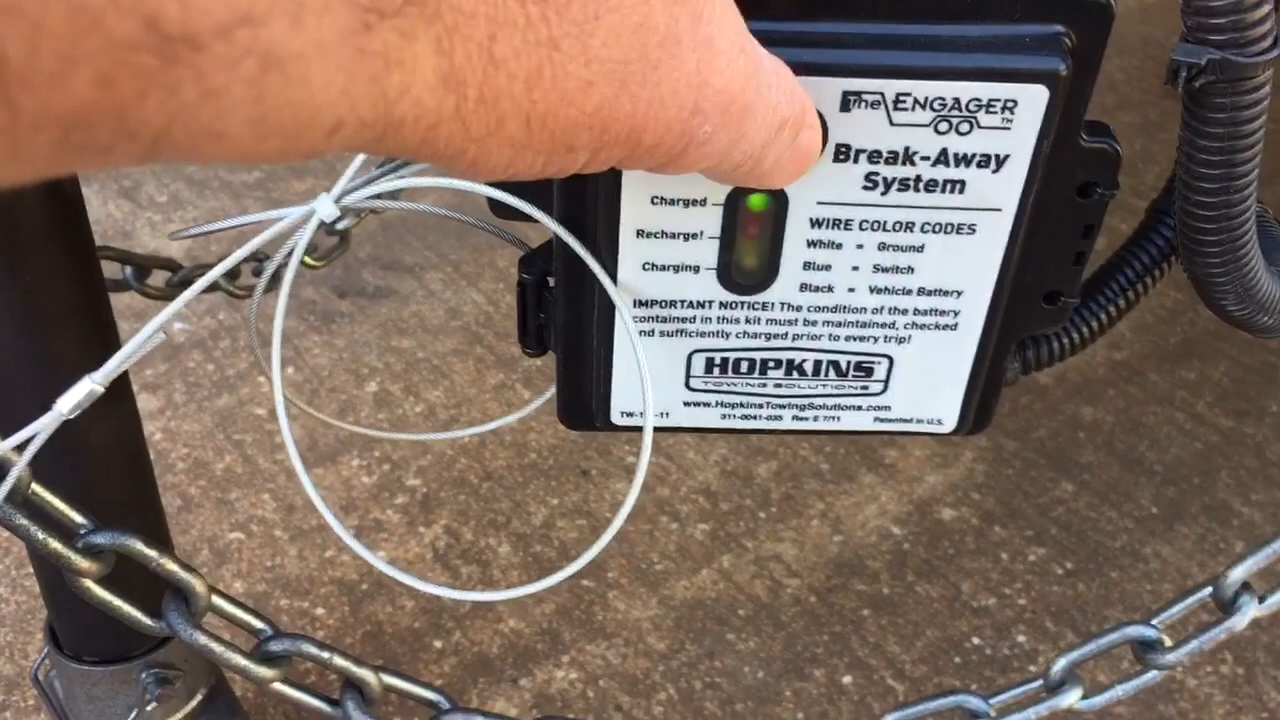 The ENGAGER™
Break-Away
System
Charged
Recharge!
Charging
WIRE COLOR CODES
White = Ground
Blue = Switch
Black = Vehicle Battery
IMPORTANT NOTICE! The condition of the battery
contained in this kit must be maintained, checked
and sufficiently charged prior to every trip!
HOPKINS
TOWING SOLUTIONS
www.HopkinsTowingSolutions.com
311-0041-035 Rev 7/11 Patented in U.S.